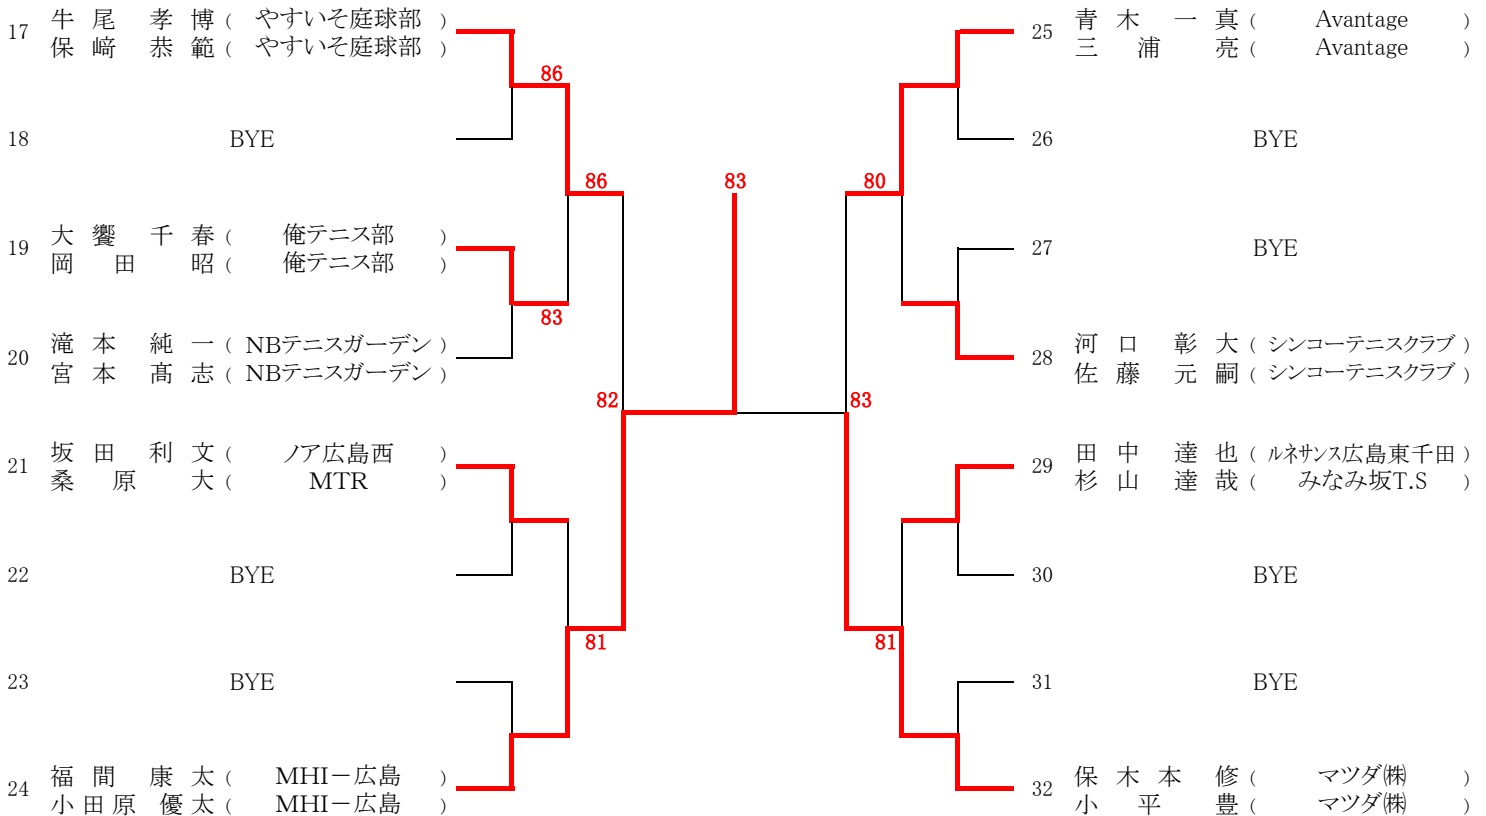 17 牛尾 孝博 ( やすいそ庭球部 )
保﨑 恭範 ( やすいそ庭球部 )
86
18 BYE
86
19 大饗 千春 ( 俺テニス部 )
岡田 昭 ( 俺テニス部 )
83
20 滝本 純一 ( NBテニスガーデン )
宮本 髙志 ( NBテニスガーデン )
82
21 坂田 利文 ( ノア広島西 )
桑原 大 ( MTR )
22 BYE
81
23 BYE
24 福間 康太 ( MHI－広島 )
小田原 優太 ( MHI－広島 )
83
25 青木 一真 ( Avantage )
三浦 亮 ( Avantage )
26 BYE
80
27 BYE
28 河口 彰大 ( シンコーテニスクラブ )
佐藤 元嗣 ( シンコーテニスクラブ )
83
29 田中 達也 ( ルネサンス広島東千田 )
杉山 達哉 ( みなみ坂T.S )
30 BYE
81
31 BYE
32 保木本 修 ( マツダ㈱ )
小平 豊 ( マツダ㈱ )